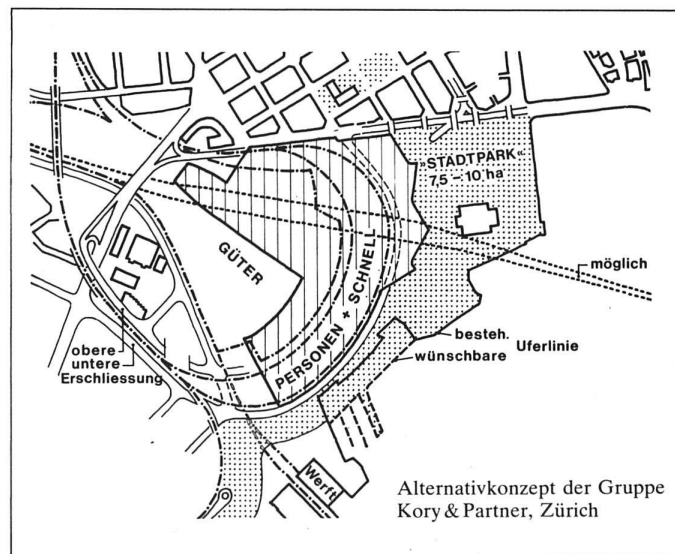 »STADTPARK«
7,5 – 10 ha
möglich
GÜTER
PERSONEN + SCHNELL
besteh.
Uferlinie
wünschbare
obere
untere
Erschliessung
Werft
Alternativkonzept der Gruppe
Kory & Partner, Zürich